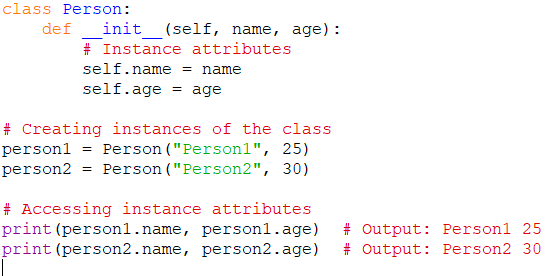 class Person:
    def __init__(self, name, age):
        # Instance attributes
        self.name = name
        self.age = age

# Creating instances of the class
person1 = Person("Person1", 25)
person2 = Person("Person2", 30)

# Accessing instance attributes
print(person1.name, person1.age)  # Output: Person1 25
print(person2.name, person2.age)  # Output: Person2 30